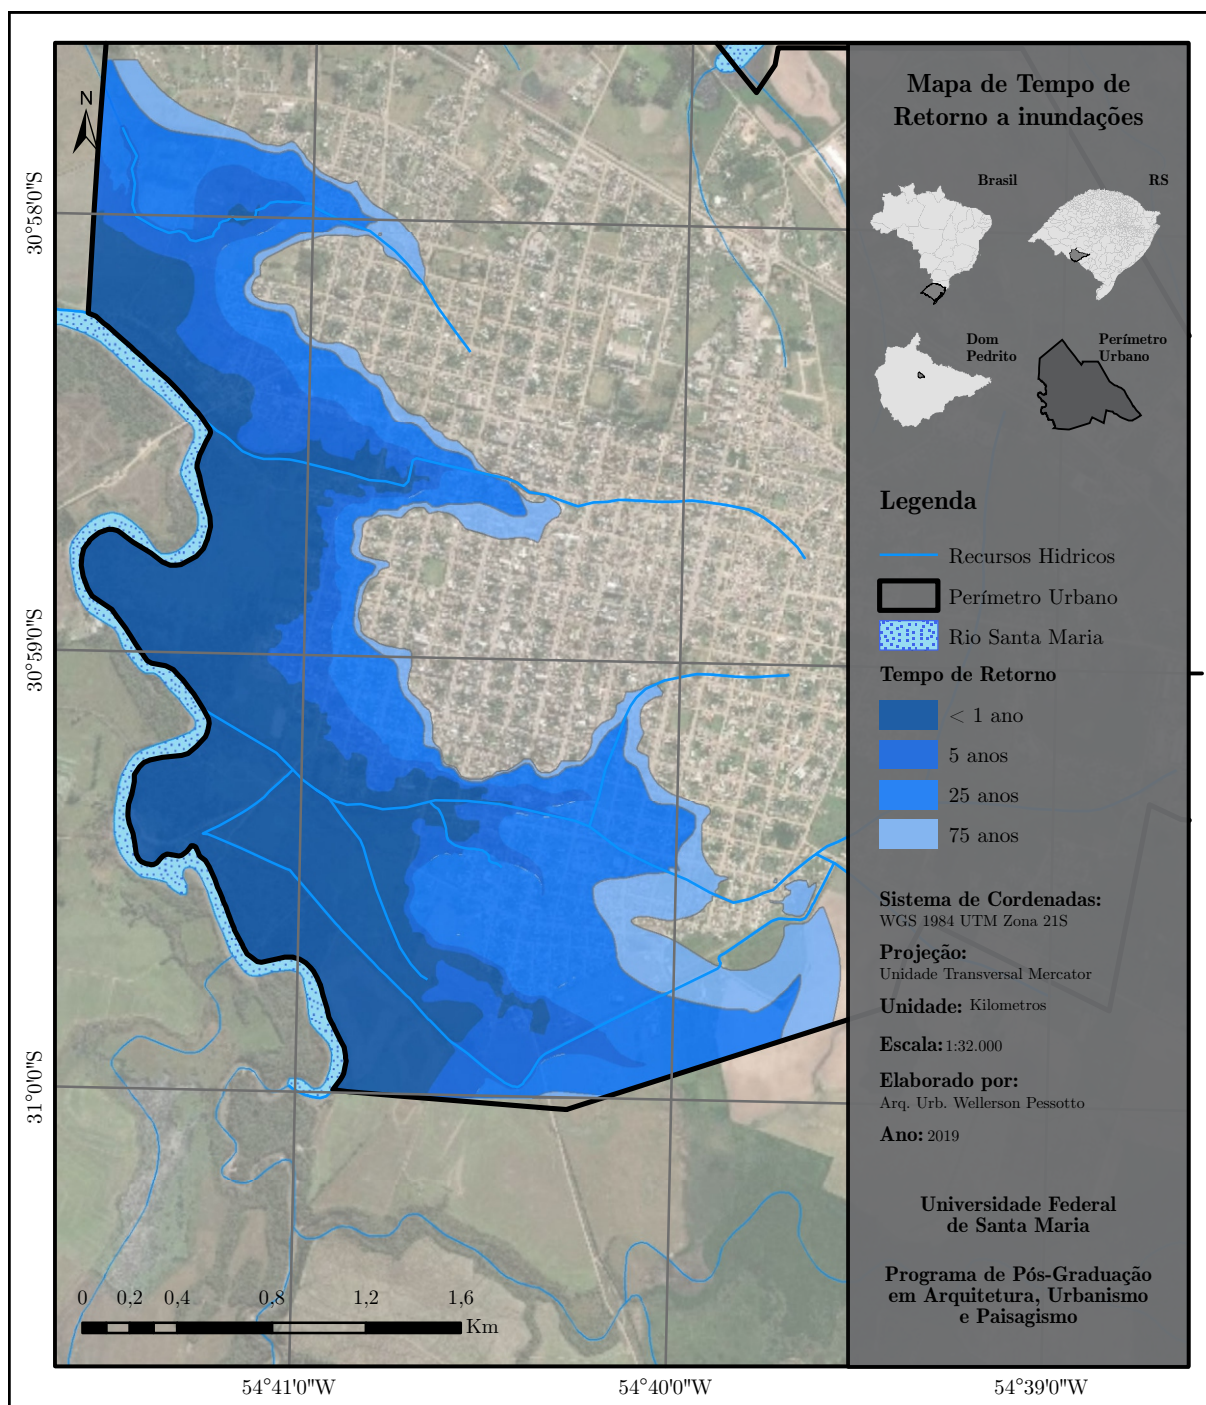 Mapa de Tempo de
Retorno a inundações
N
Brasil
RS
Dom
Pedrito
Perímetro
Urbano
Legenda
Recursos Hidricos
Perímetro Urbano
Rio Santa Maria
Tempo de Retorno
< 1 ano
5 anos
25 anos
75 anos
Sistema de Cordenadas:
WGS 1984 UTM Zona 21S
Projeção:
Unidade Transversal Mercator
Unidade: Kilometros
Escala: 1:32.000
Elaborado por:
Arq. Urb. Wellerson Pessotto
Ano: 2019
Universidade Federal
de Santa Maria
Programa de Pós-Graduação
em Arquitetura, Urbanismo
e Paisagismo
30°58'0"S
30°59'0"S
31°0'0"S
0 0,2 0,4 0,8 1,2 1,6
Km
54°41'0"W 54°40'0"W 54°39'0"W